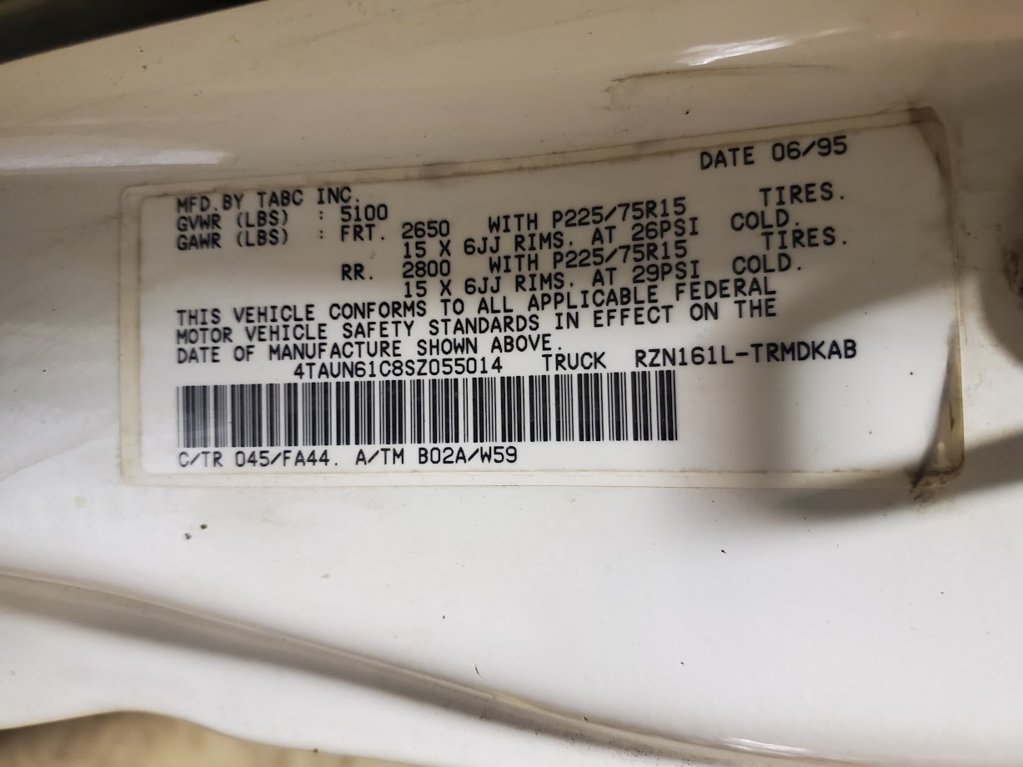 DATE 06/95
MFD.BY TABC INC.
GVWR (LBS) : 5100
GAWR (LBS) : FRT. 2650 WITH P225/75R15 TIRES.
15 X 6JJ RIMS, AT 26PSI COLD.
RR. 2800 WITH P225/75R15 TIRES.
15 X 6JJ RIMS, AT 29PSI COLD.
THIS VEHICLE CONFORMS TO ALL APPLICABLE FEDERAL
MOTOR VEHICLE SAFETY STANDARDS IN EFFECT ON THE
DATE OF MANUFACTURE SHOWN ABOVE.
4TAUN61C8SZ055014 TRUCK RZN161L-TRMDKAB
C/TR 045/FA44. A/TM B02A/W59